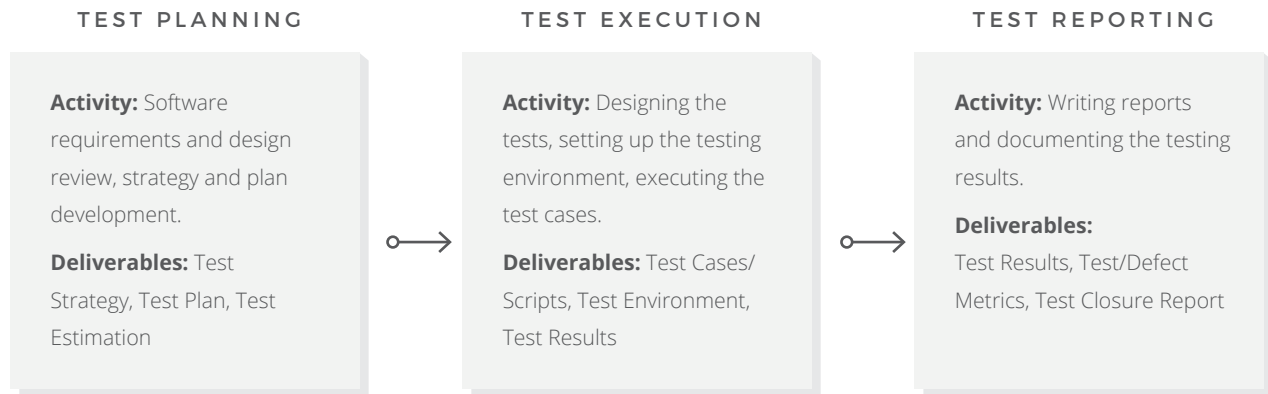 TEST PLANNING
Activity: Software
requirements and design
review, strategy and plan
development.
Deliverables: Test
Strategy, Test Plan, Test
Estimation
TEST EXECUTION
Activity: Designing the
tests, setting up the testing
environment, executing the
test cases.
Deliverables: Test Cases/
Scripts, Test Environment,
Test Results
TEST REPORTING
Activity: Writing reports
and documenting the testing
results.
Deliverables:
Test Results, Test/Defect
Metrics, Test Closure Report